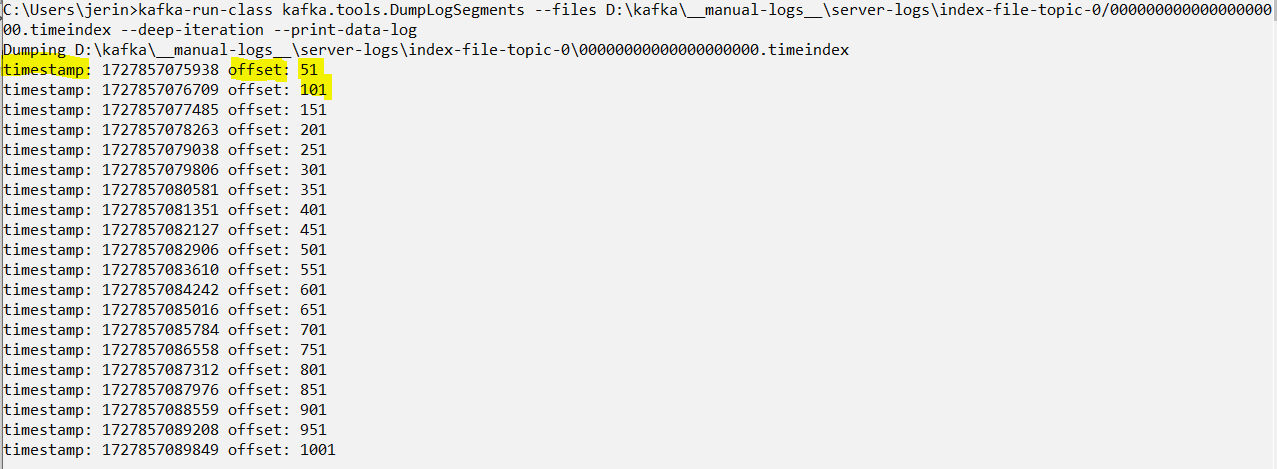 C:\Users\jerin>kafka-run-class kafka.tools.DumpLogSegments --files D:\kafka\__manual-logs__\server-logs\index-file-topic-0/000000000000000000
00.timeindex --deep-iteration --print-data-log
Dumping D:\kafka\__manual-logs__\server-logs\index-file-topic-0\00000000000000000000.timeindex
timestamp: 1727857075938 offset: 51
timestamp: 1727857076709 offset: 101
timestamp: 1727857077485 offset: 151
timestamp: 1727857078263 offset: 201
timestamp: 1727857079038 offset: 251
timestamp: 1727857079806 offset: 301
timestamp: 1727857080581 offset: 351
timestamp: 1727857081351 offset: 401
timestamp: 1727857082127 offset: 451
timestamp: 1727857082906 offset: 501
timestamp: 1727857083610 offset: 551
timestamp: 1727857084242 offset: 601
timestamp: 1727857085016 offset: 651
timestamp: 1727857085784 offset: 701
timestamp: 1727857086558 offset: 751
timestamp: 1727857087312 offset: 801
timestamp: 1727857087976 offset: 851
timestamp: 1727857088559 offset: 901
timestamp: 1727857089208 offset: 951
timestamp: 1727857089849 offset: 1001